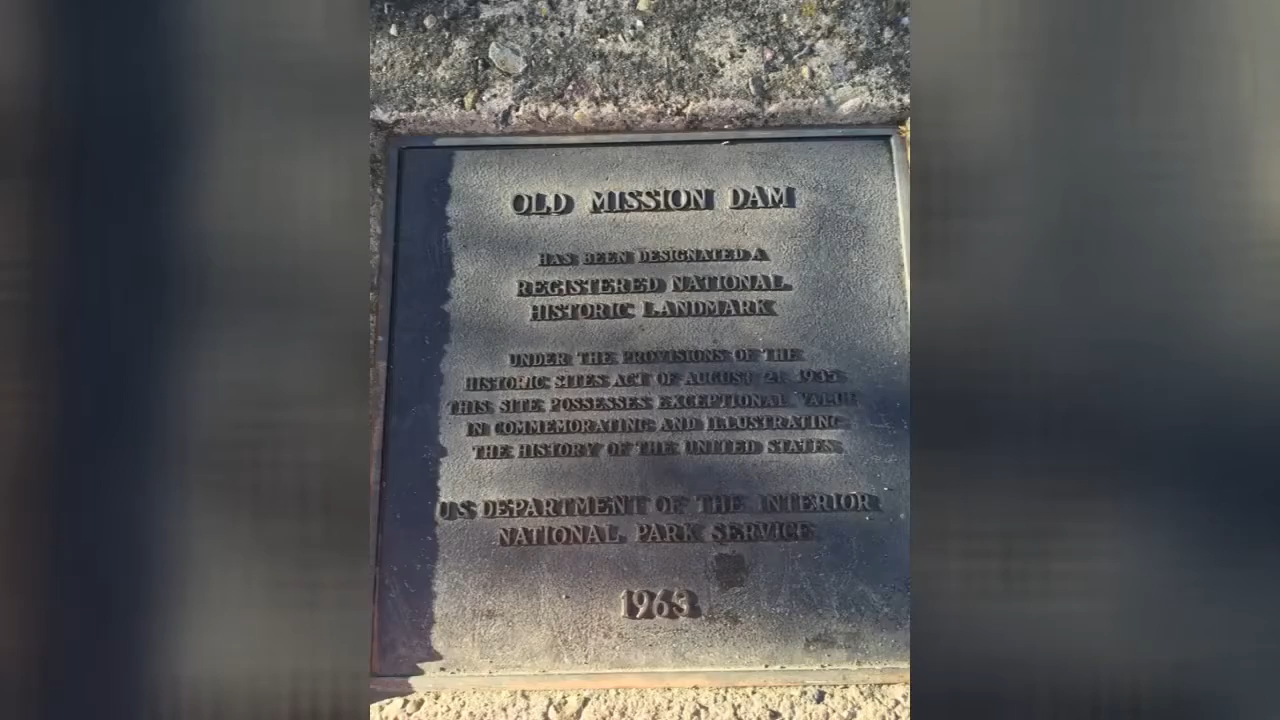 OLD MISSION DAM
HAS BEEN DESIGNATED A
REGISTERED NATIONAL
HISTORIC LANDMARK
UNDER THE PROVISIONS OF THE
HISTORIC SITES ACT OF AUGUST 21, 1935
THIS SITE POSSESSES EXCEPTIONAL VALUE
IN COMMEMORATING AND ILLUSTRATING
THE HISTORY OF THE UNITED STATES
U.S. DEPARTMENT OF THE INTERIOR
NATIONAL PARK SERVICE
1963